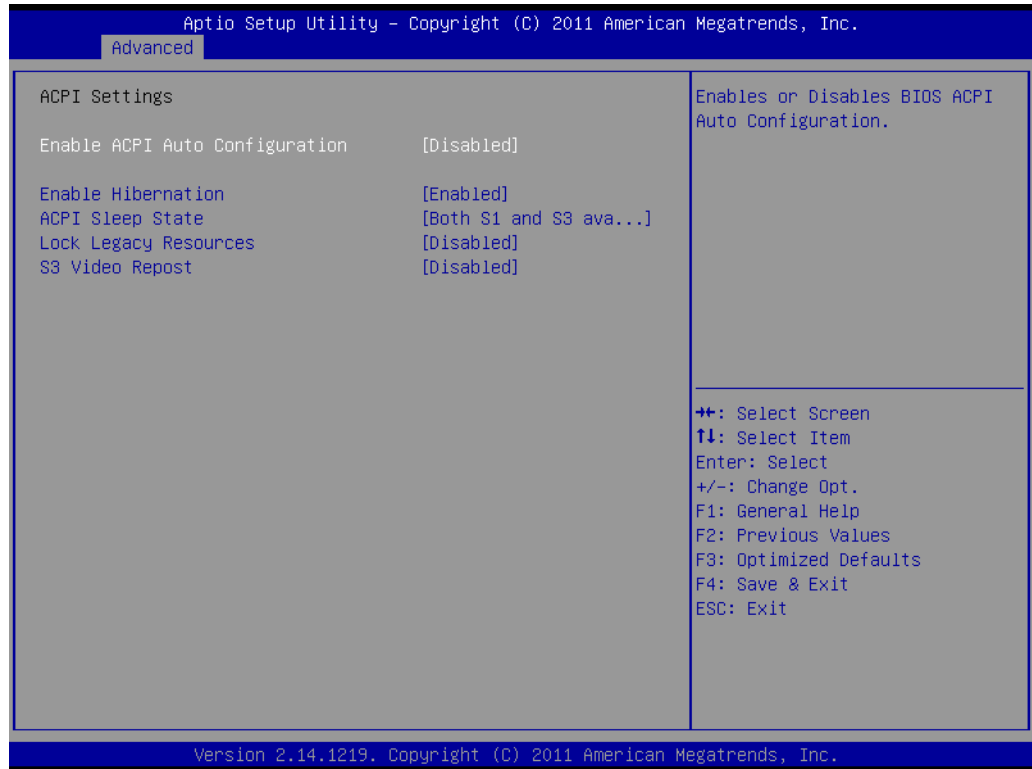 Aptio Setup Utility – Copyright (C) 2011 American Megatrends, Inc.
Advanced
ACPI Settings
Enable ACPI Auto Configuration [Disabled]
Enable Hibernation [Enabled]
ACPI Sleep State [Both S1 and S3 ava...]
Lock Legacy Resources [Disabled]
S3 Video Repost [Disabled]
Enables or Disables BIOS ACPI
Auto Configuration.
→←: Select Screen
↑↓: Select Item
Enter: Select
+/-: Change Opt.
F1: General Help
F2: Previous Values
F3: Optimized Defaults
F4: Save & Exit
ESC: Exit
Version 2.14.1219. Copyright (C) 2011 American Megatrends, Inc.